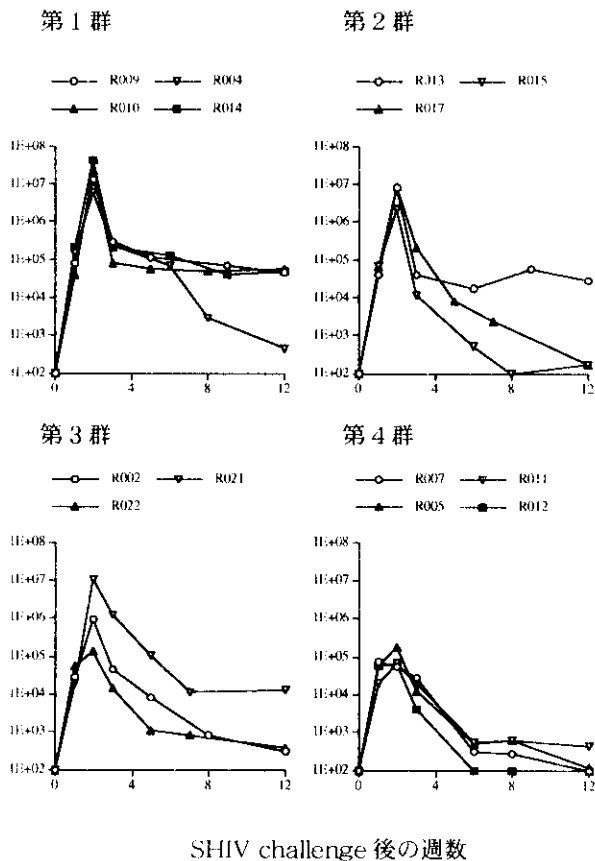 第1群 第2群
R009 R004
R010 R014
R013 R015
R017
1E+08
1E+07
1E+06
1E+05
1E+04
1E+03
1E+02
0 4 8 12
1E+08
1E+07
1E+06
1E+05
1E+04
1E+03
1E+02
0 4 8 12
第3群 第4群
R002 R021
R022
R007 R011
R005 R012
1E+08
1E+07
1E+06
1E+05
1E+04
1E+03
1E+02
0 4 8 12
1E+08
1E+07
1E+06
1E+05
1E+04
1E+03
1E+02
0 4 8 12
SHIV challenge 後の週数